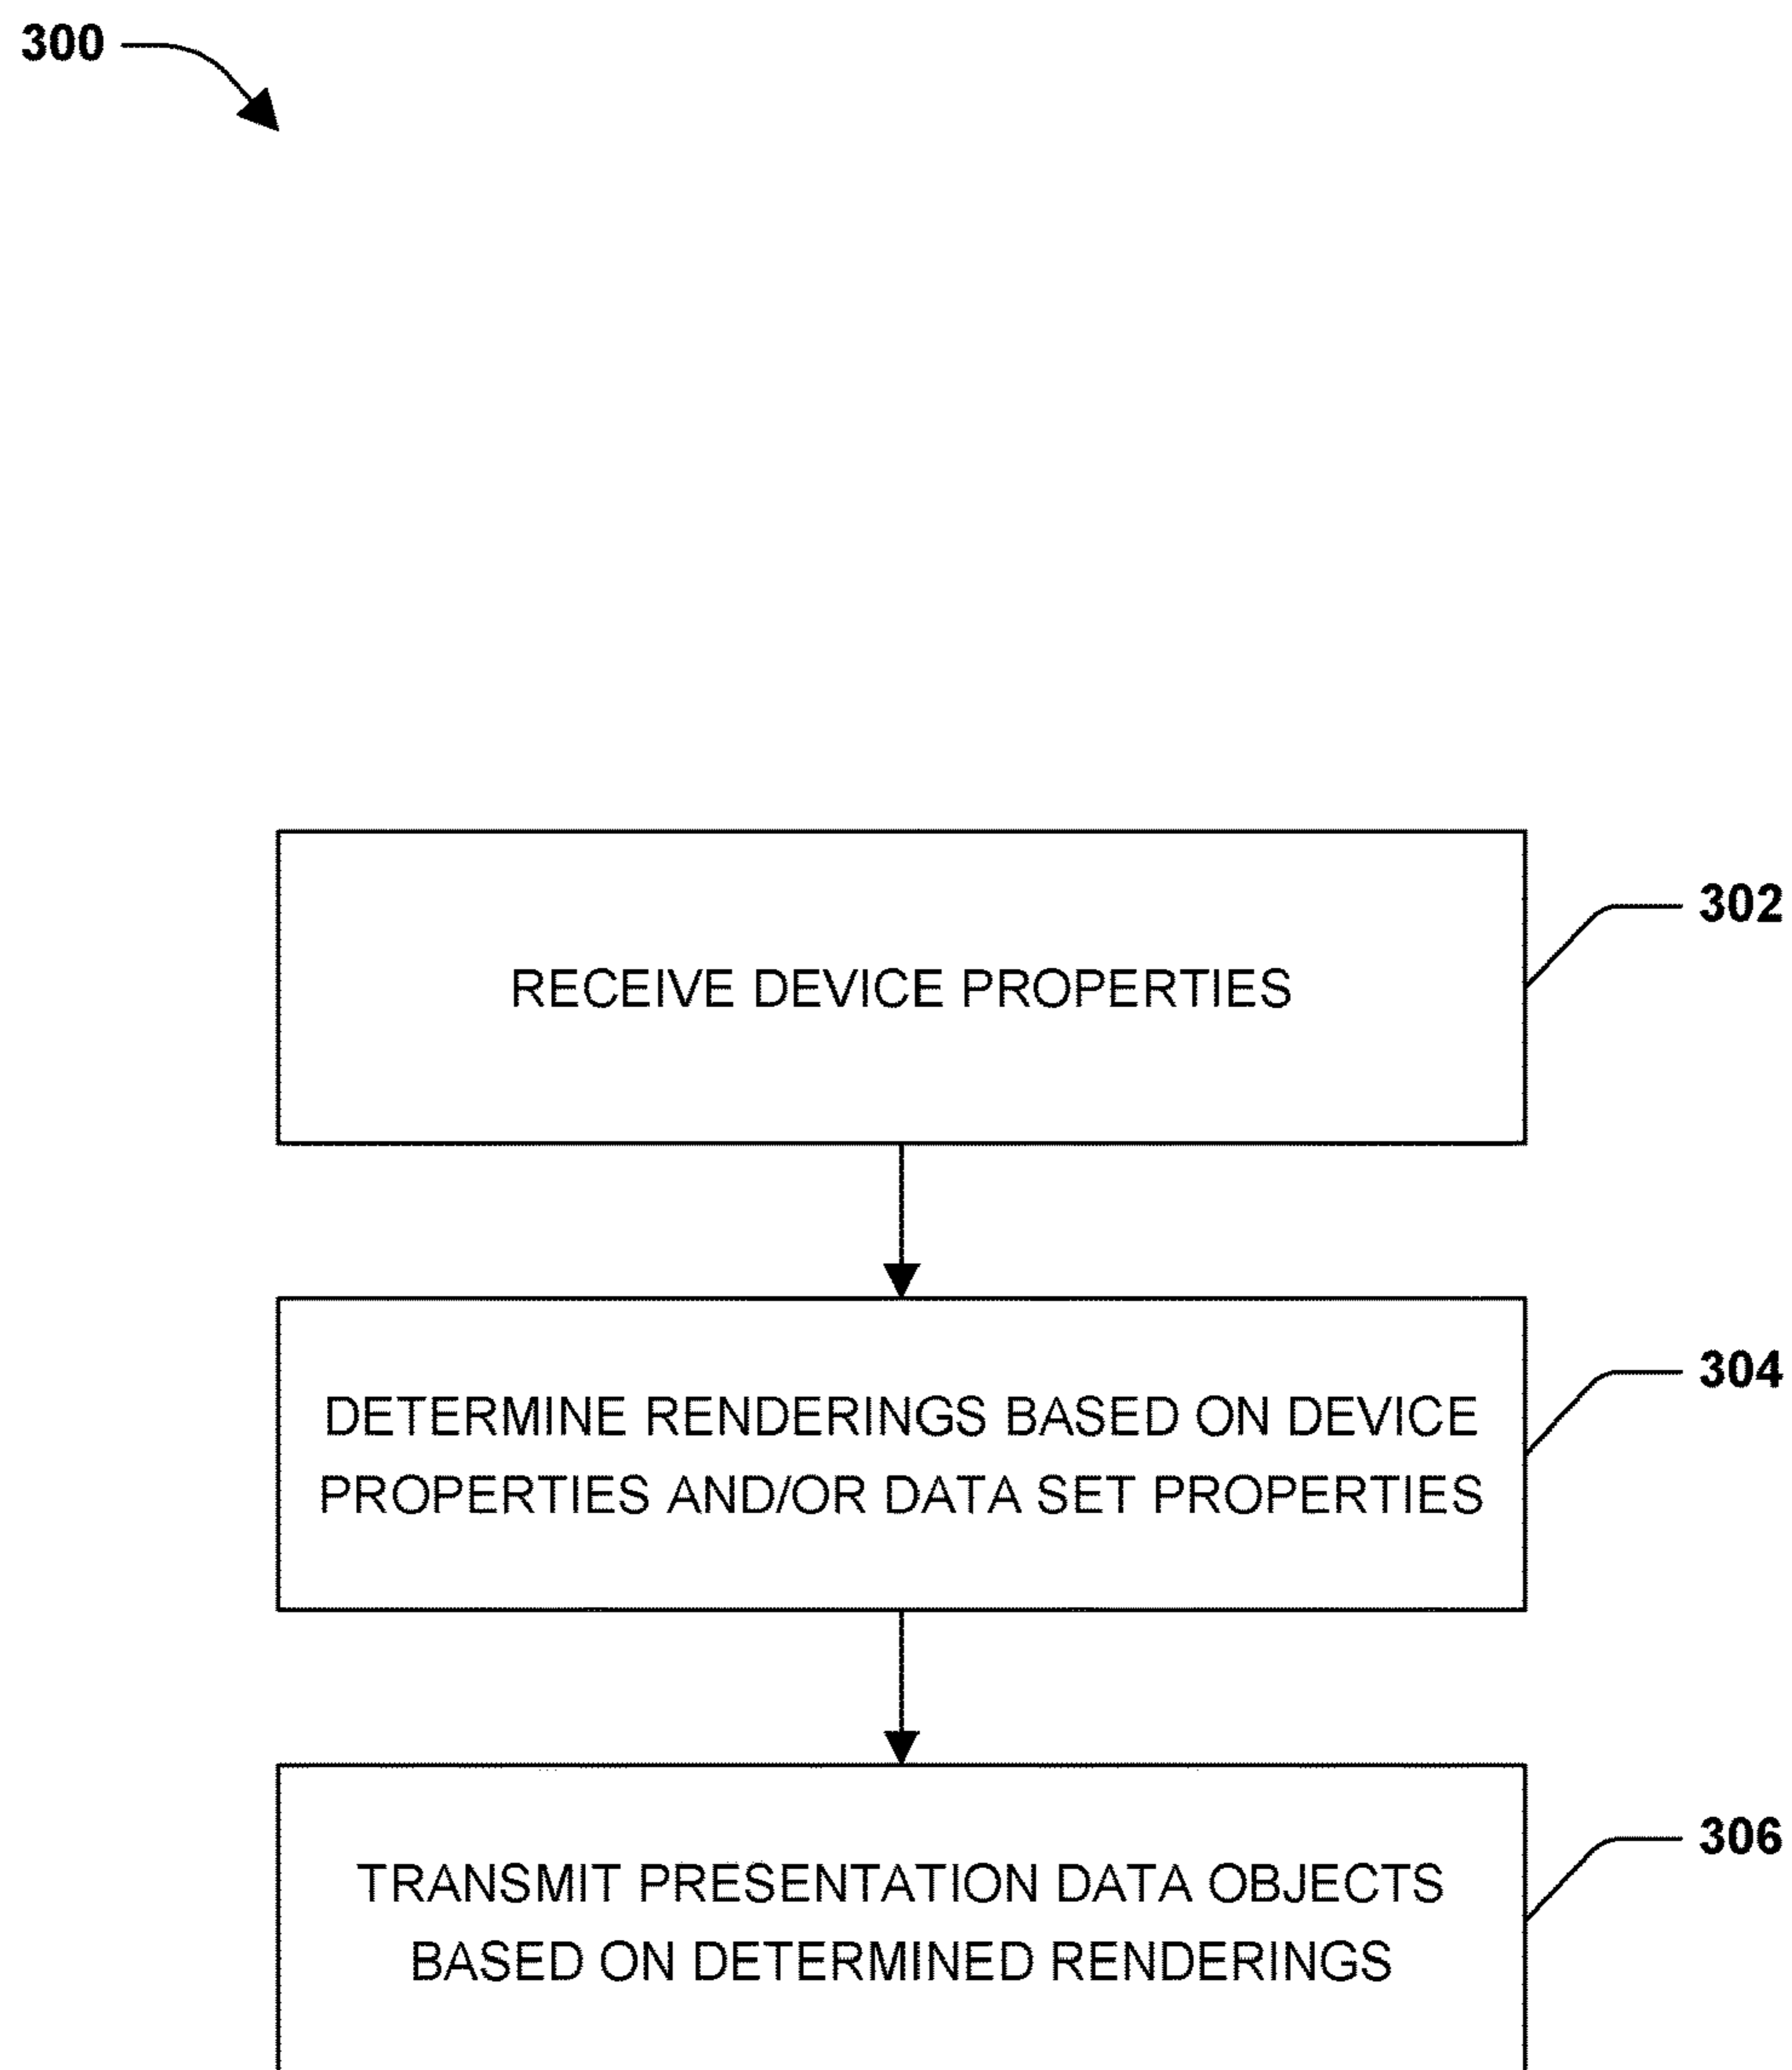 300
302
RECEIVE DEVICE PROPERTIES
304
DETERMINE RENDERINGS BASED ON DEVICE
PROPERTIES AND/OR DATA SET PROPERTIES
306
TRANSMIT PRESENTATION DATA OBJECTS
BASED ON DETERMINED RENDERINGS